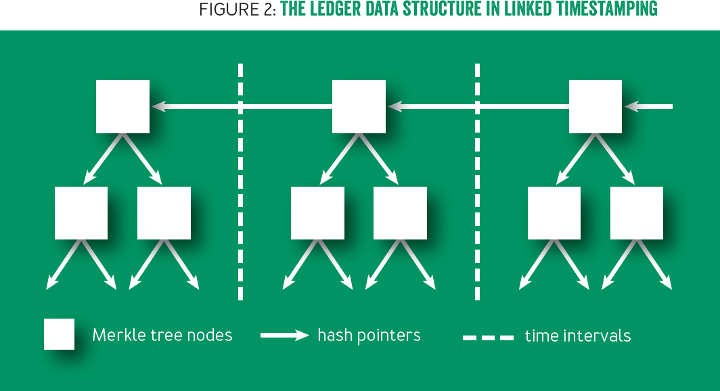 FIGURE 2: THE LEDGER DATA STRUCTURE IN LINKED TIMESTAMPING
Merkle tree nodes
hash pointers
time intervals